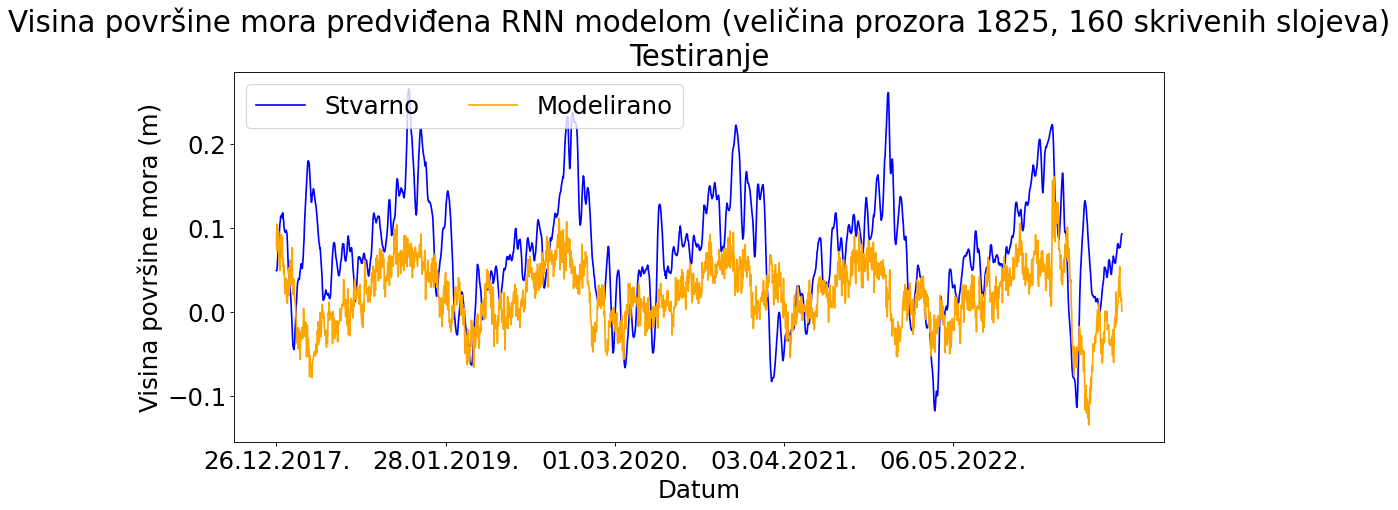 Visina površine mora predviđena RNN modelom (veličina prozora 1825, 160 skrivenih slojeva)
Testiranje
Stvarno
Modelirano
Visina površine mora (m)
0.2
0.1
0.0
−0.1
26.12.2017.
28.01.2019.
01.03.2020.
03.04.2021.
06.05.2022.
Datum